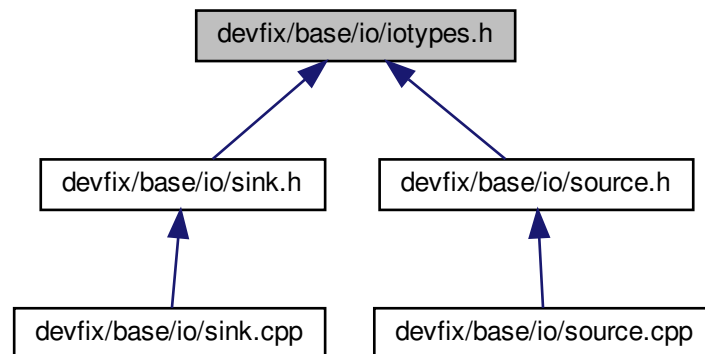 devfix/base/io/iotypes.h
devfix/base/io/sink.h
devfix/base/io/source.h
devfix/base/io/sink.cpp
devfix/base/io/source.cpp